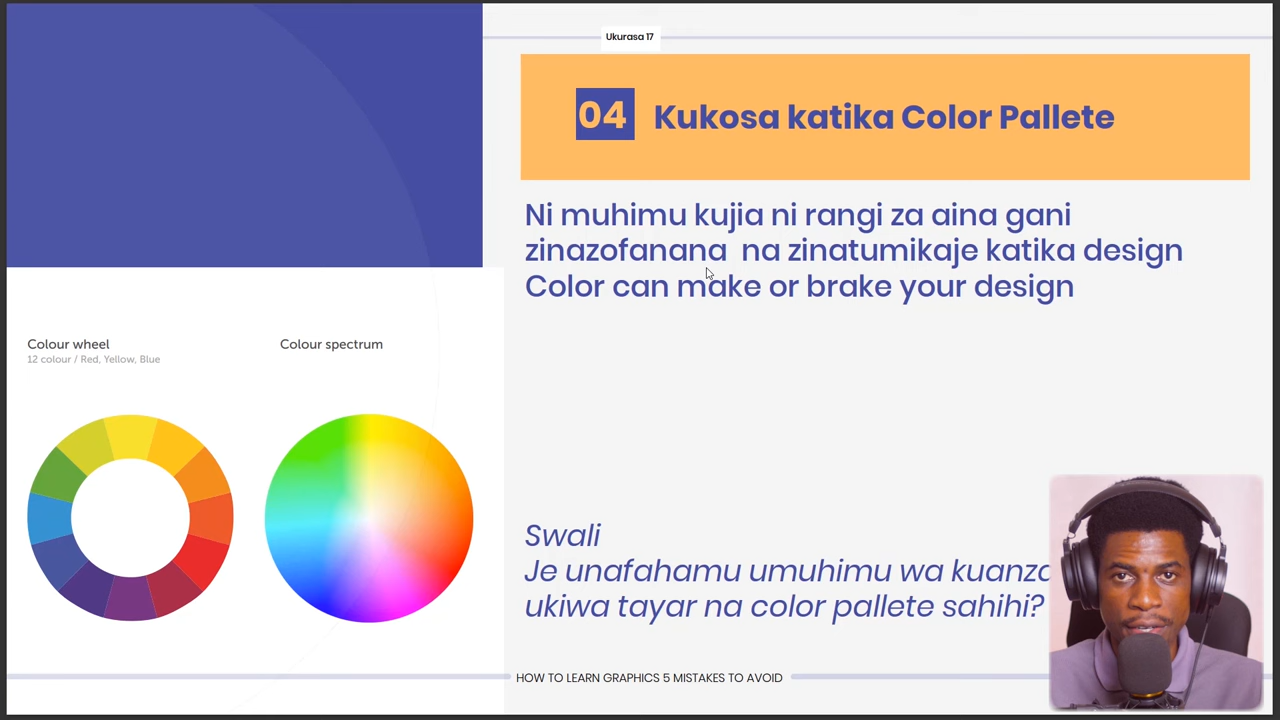 Ukurasa 17
04 Kukosa katika Color Pallete
Ni muhimu kujia ni rangi za aina gani
zinazofanana na zinatumikaje katika design
Color can make or brake your design
Colour wheel
12 colour / Red, Yellow, Blue
Colour spectrum
Swali
Je unafahamu umuhimu wa kuanza
ukiwa tayar na color pallete sahihi?
HOW TO LEARN GRAPHICS 5 MISTAKES TO AVOID